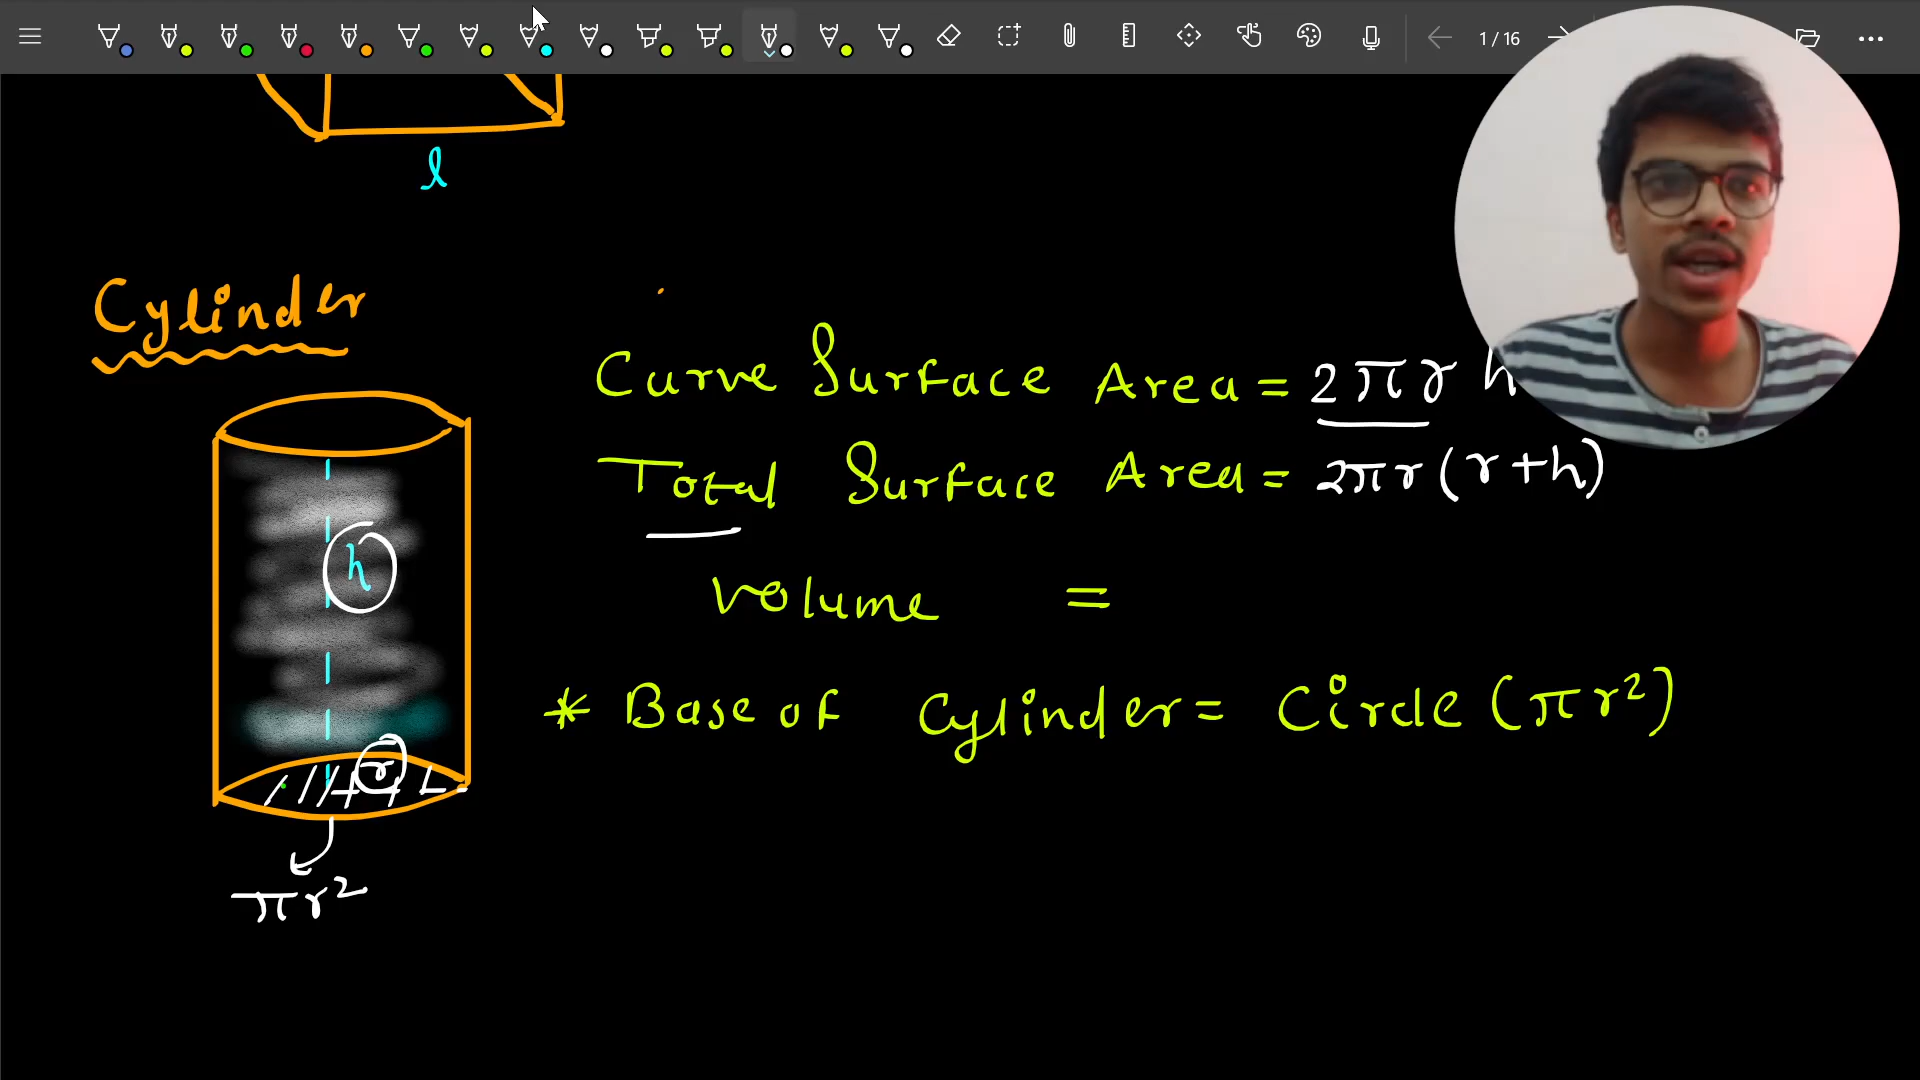 1 / 16
l
Cylinder
Curve Surface Area = 2πr h
Total Surface Area = 2πr(r+h)
h
Volume =
* Base of Cylinder = Circle (πr²)
r
πr²